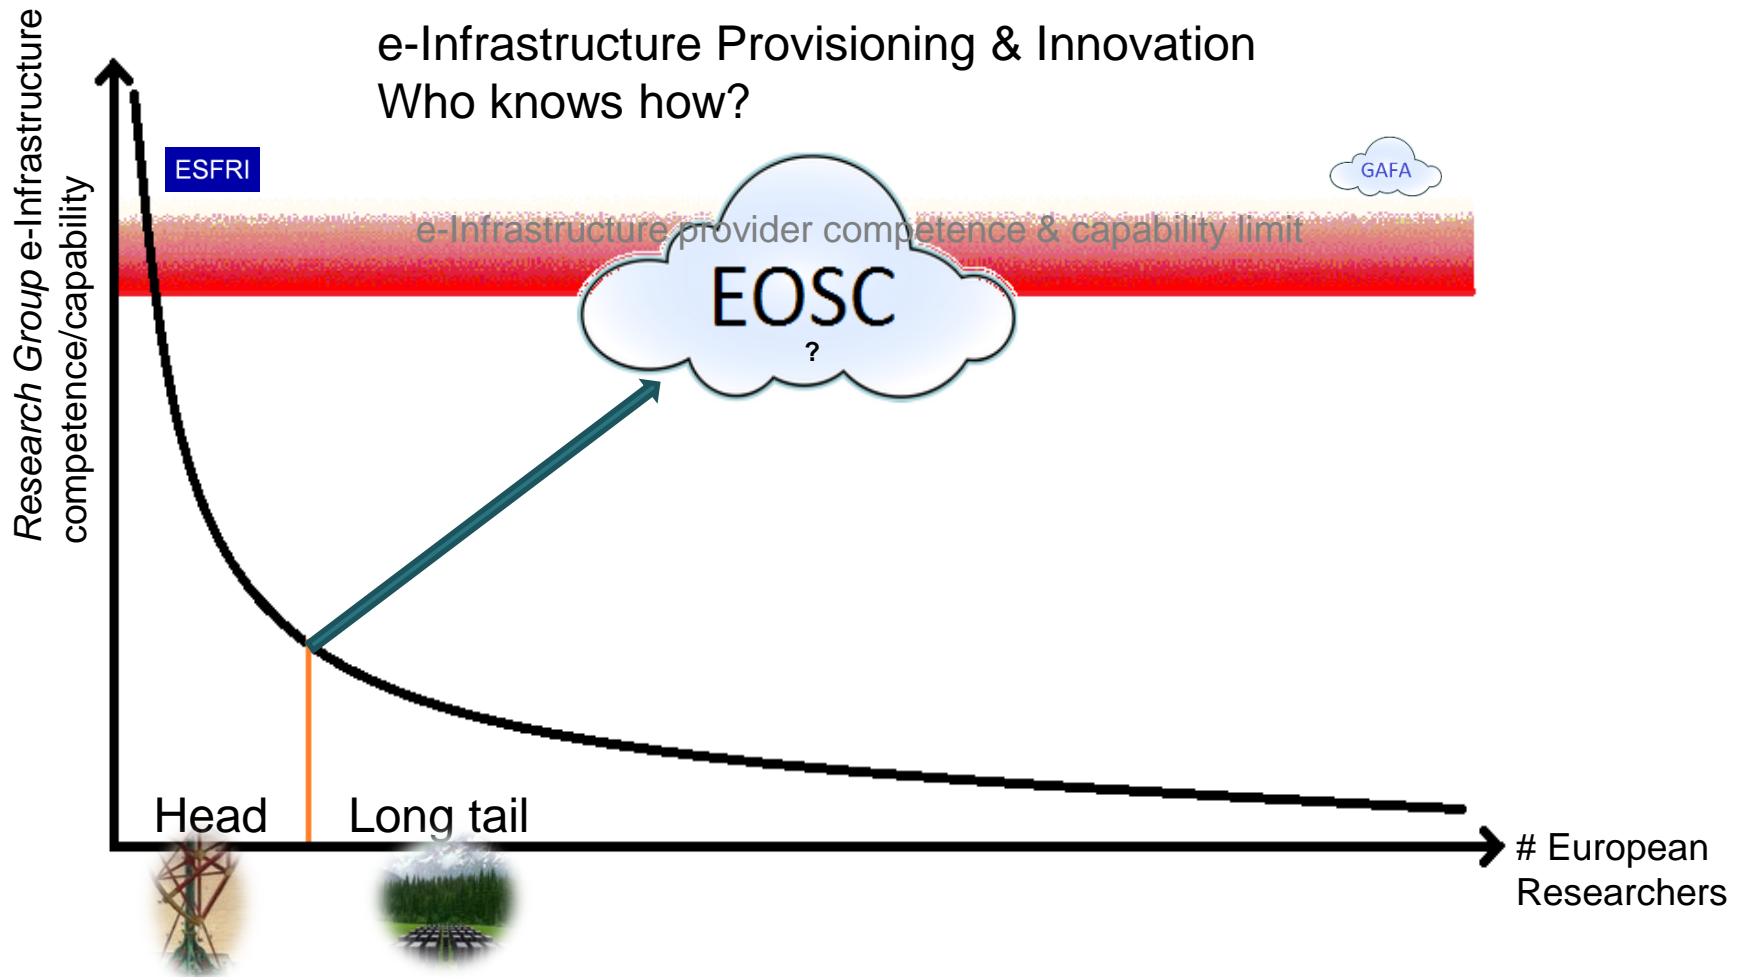 e-Infrastructure Provisioning & Innovation
Who knows how?
Research Group e-Infrastructure
competence/capability
ESFRI
GAFA
e-Infrastructure provider competence & capability limit
EOSC
?
Head
Long tail
# European
Researchers